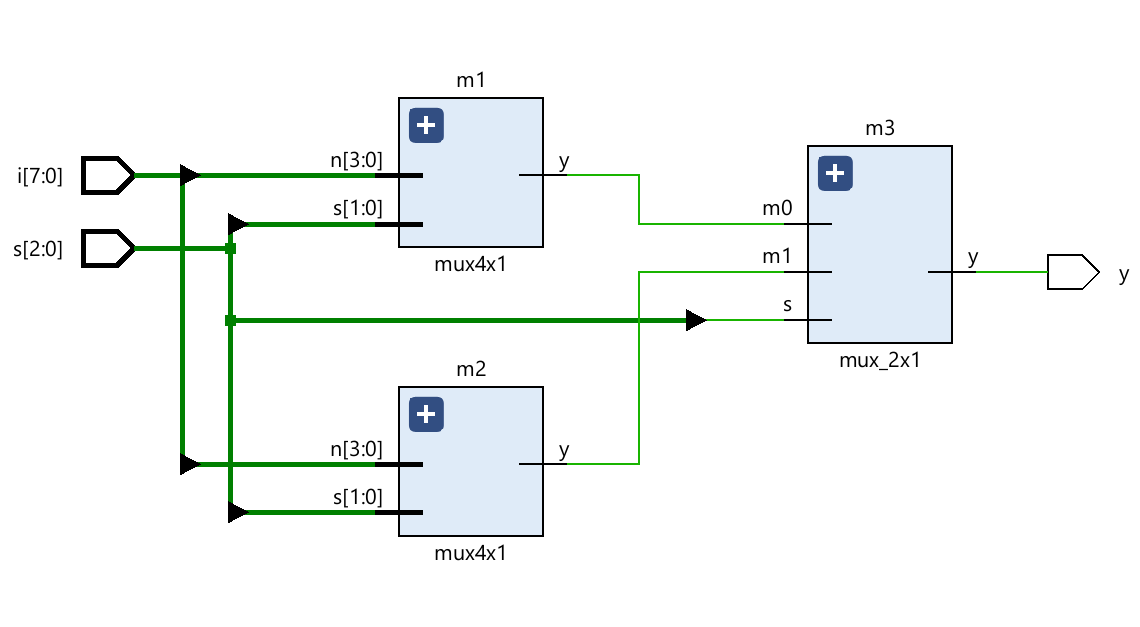 m1
i[7:0]
n[3:0]
y
s[1:0]
s[2:0]
mux4x1
m3
m0
m1
s
y
y
mux_2x1
m2
n[3:0]
y
s[1:0]
mux4x1